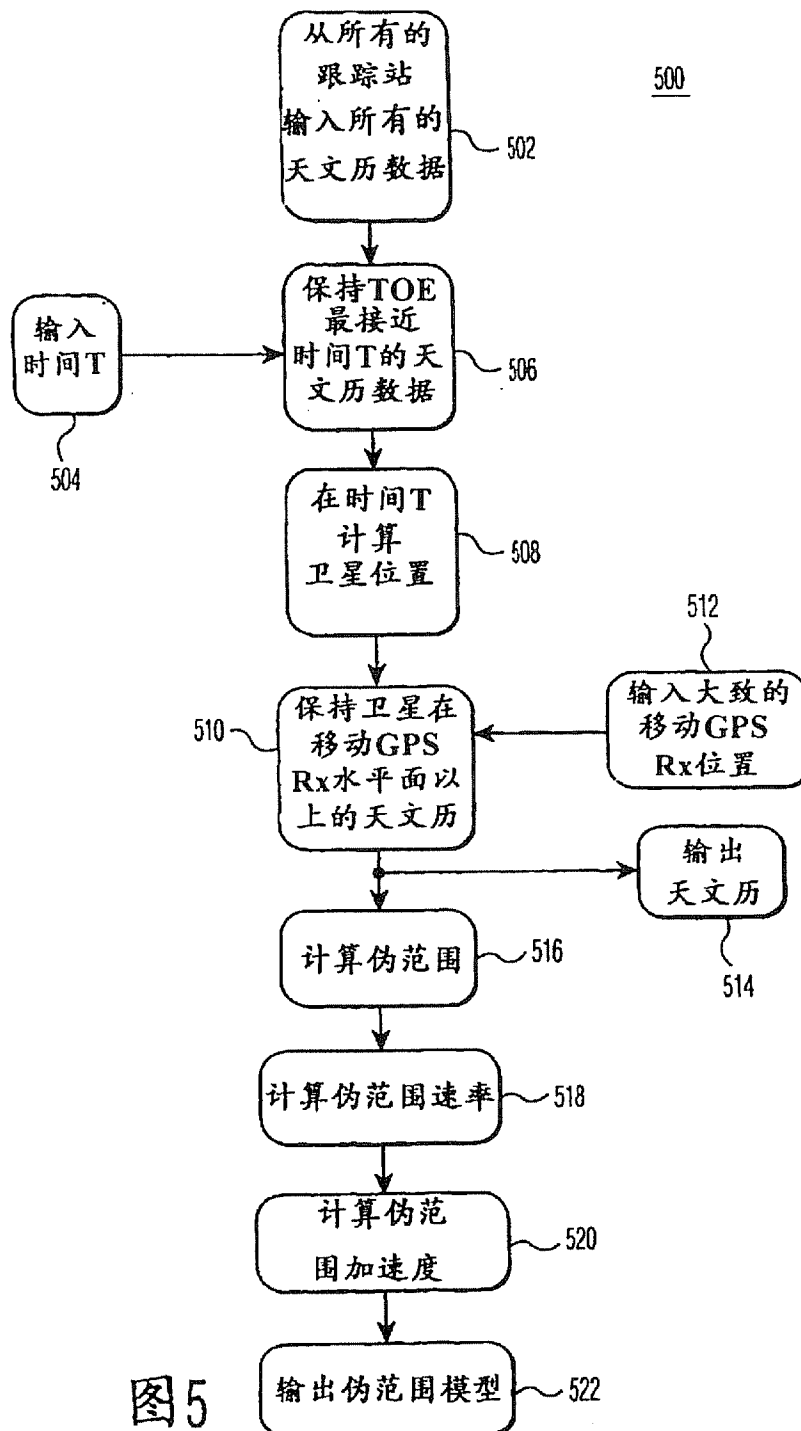 从所有的
跟踪站
输入所有的
天文历数据
500
502
保持TOE
最接近
时间T的天
文历数据
506
输入
时间T
504
在时间T
计算
卫星位置
508
512
保持卫星在
移动GPS
Rx水平面以
上的天文历
510
输入大致的
移动GPS
Rx位置
输出
天文历
514
计算伪范围
516
计算伪范围速率
518
计算伪范
围加速度
520
输出伪范围模型
522
图5